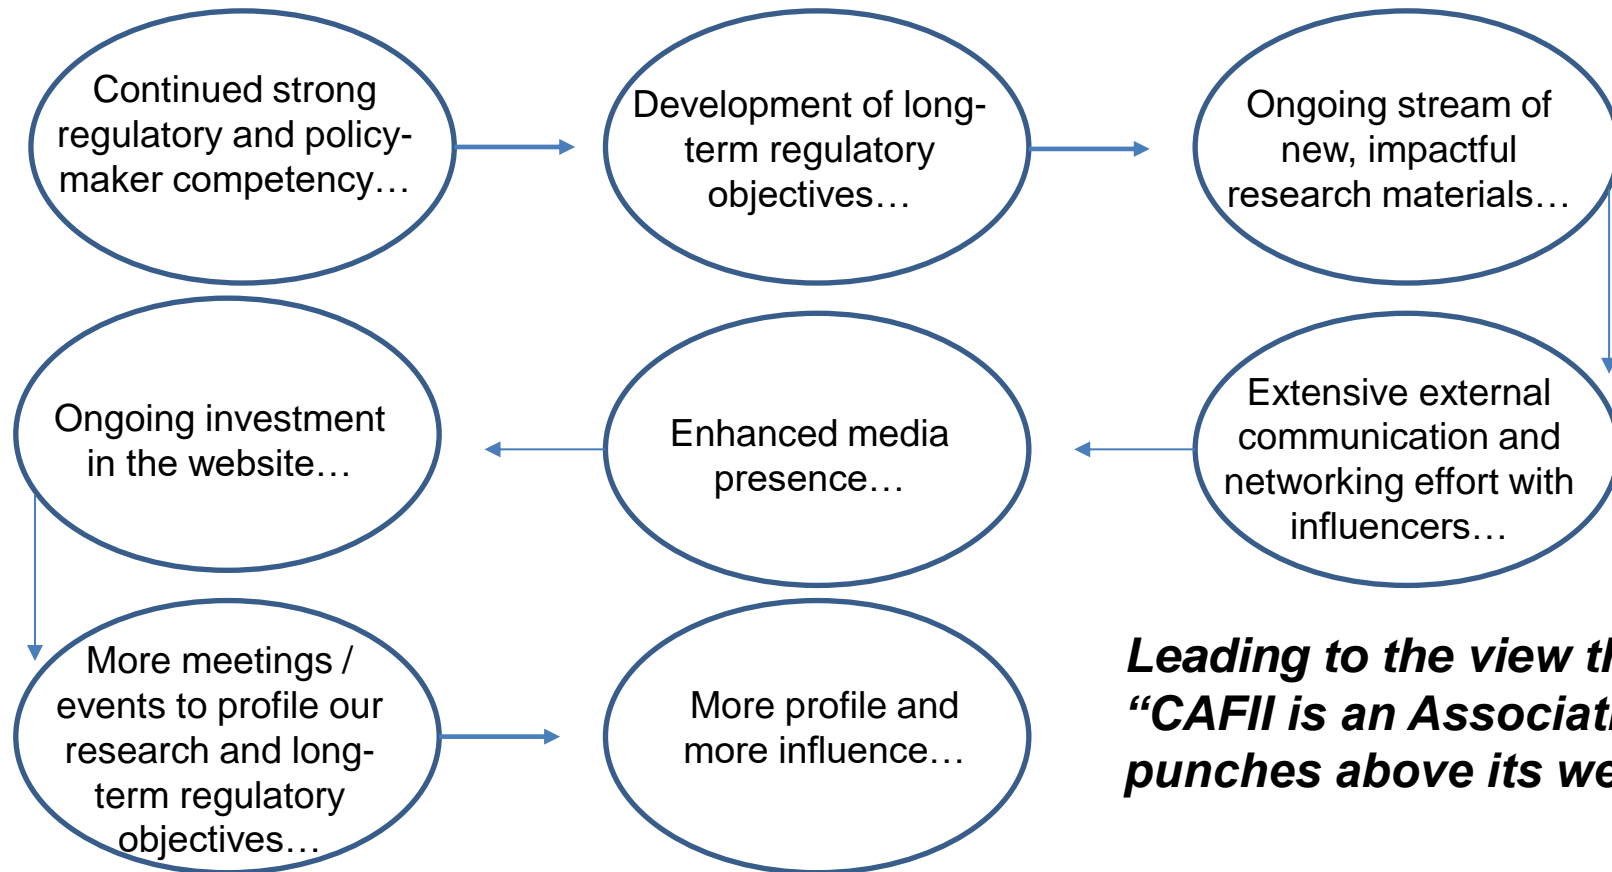 Continued strong
regulatory and policy-
maker competency…
Development of long-
term regulatory
objectives…
Ongoing stream of
new, impactful
research materials…
Extensive external
communication and
networking effort with
influencers…
Enhanced media
presence…
Ongoing investment
in the website…
More meetings /
events to profile our
research and long-
term regulatory
objectives…
More profile and
more influence…
Leading to the view
“CAFII is an
punches above its